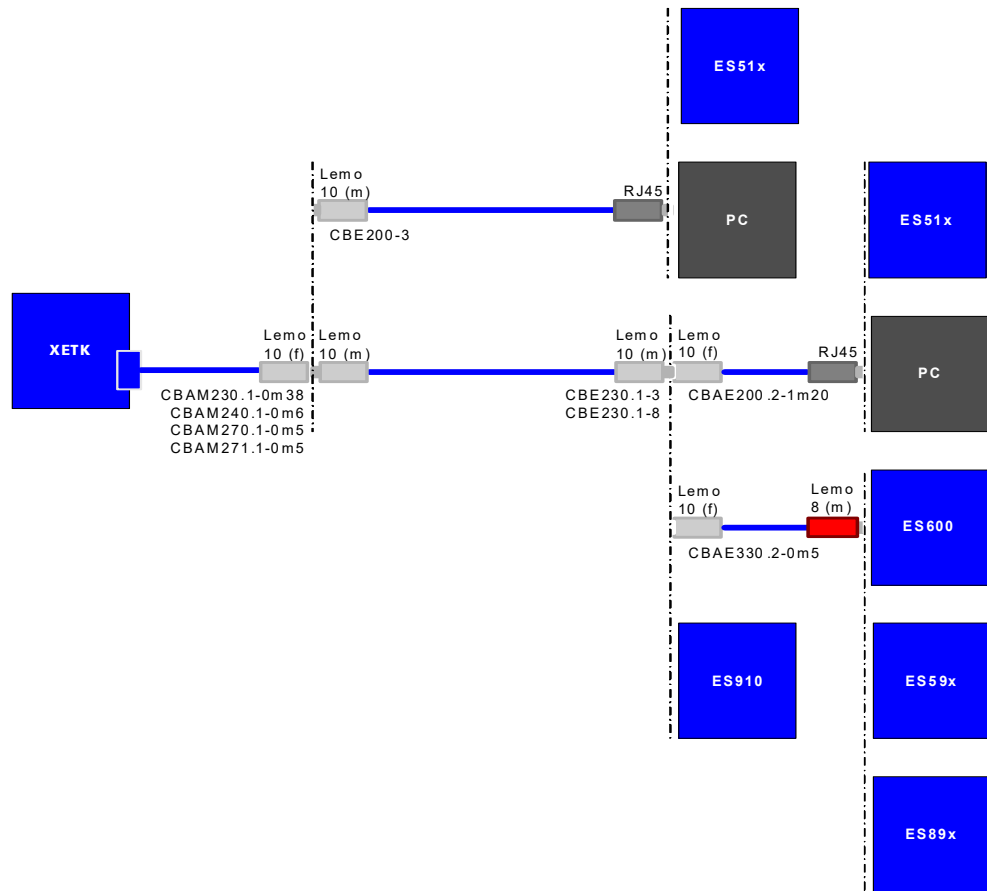 ES51x
Lemo
10 (m)
RJ45
CBE200-3
PC
ES51x
XETK
Lemo
10 (f)
Lemo
10 (m)
Lemo
10 (m)
Lemo
10 (f)
RJ45
PC
CBAM230.1-0m38
CBAM240.1-0m6
CBAM270.1-0m5
CBAM271.1-0m5
CBE230.1-3
CBE230.1-8
CBAE200.2-1m20
Lemo
10 (f)
Lemo
8 (m)
CBAE330.2-0m5
ES600
ES910
ES59x
ES89x